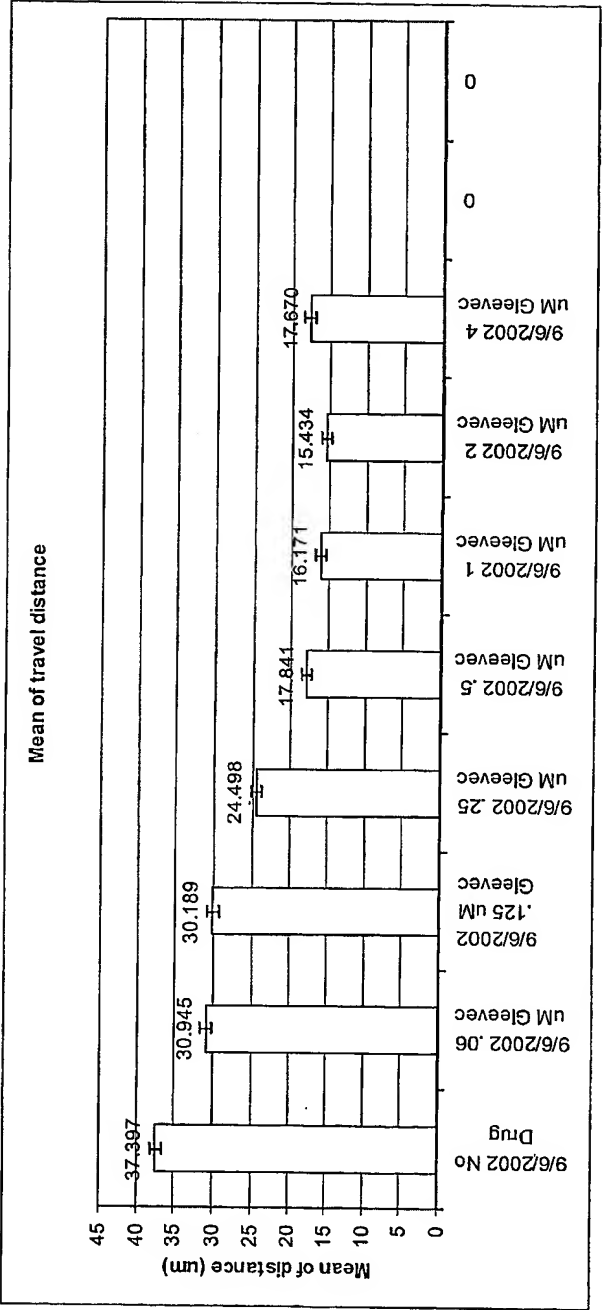 Mean of travel distance
Mean of distance (um)
45
40
35
30
25
20
15
10
5
0
37.397
30.945
30.189
24.498
17.841
16.171
15.434
17.670
9/6/2002 No
Drug
9/6/2002 .06
uM Gleevec
9/6/2002
.125 uM
Gleevec
9/6/2002 .25
uM Gleevec
9/6/2002 .5
uM Gleevec
9/6/2002 1
uM Gleevec
9/6/2002 2
uM Gleevec
9/6/2002 4
uM Gleevec
0
0